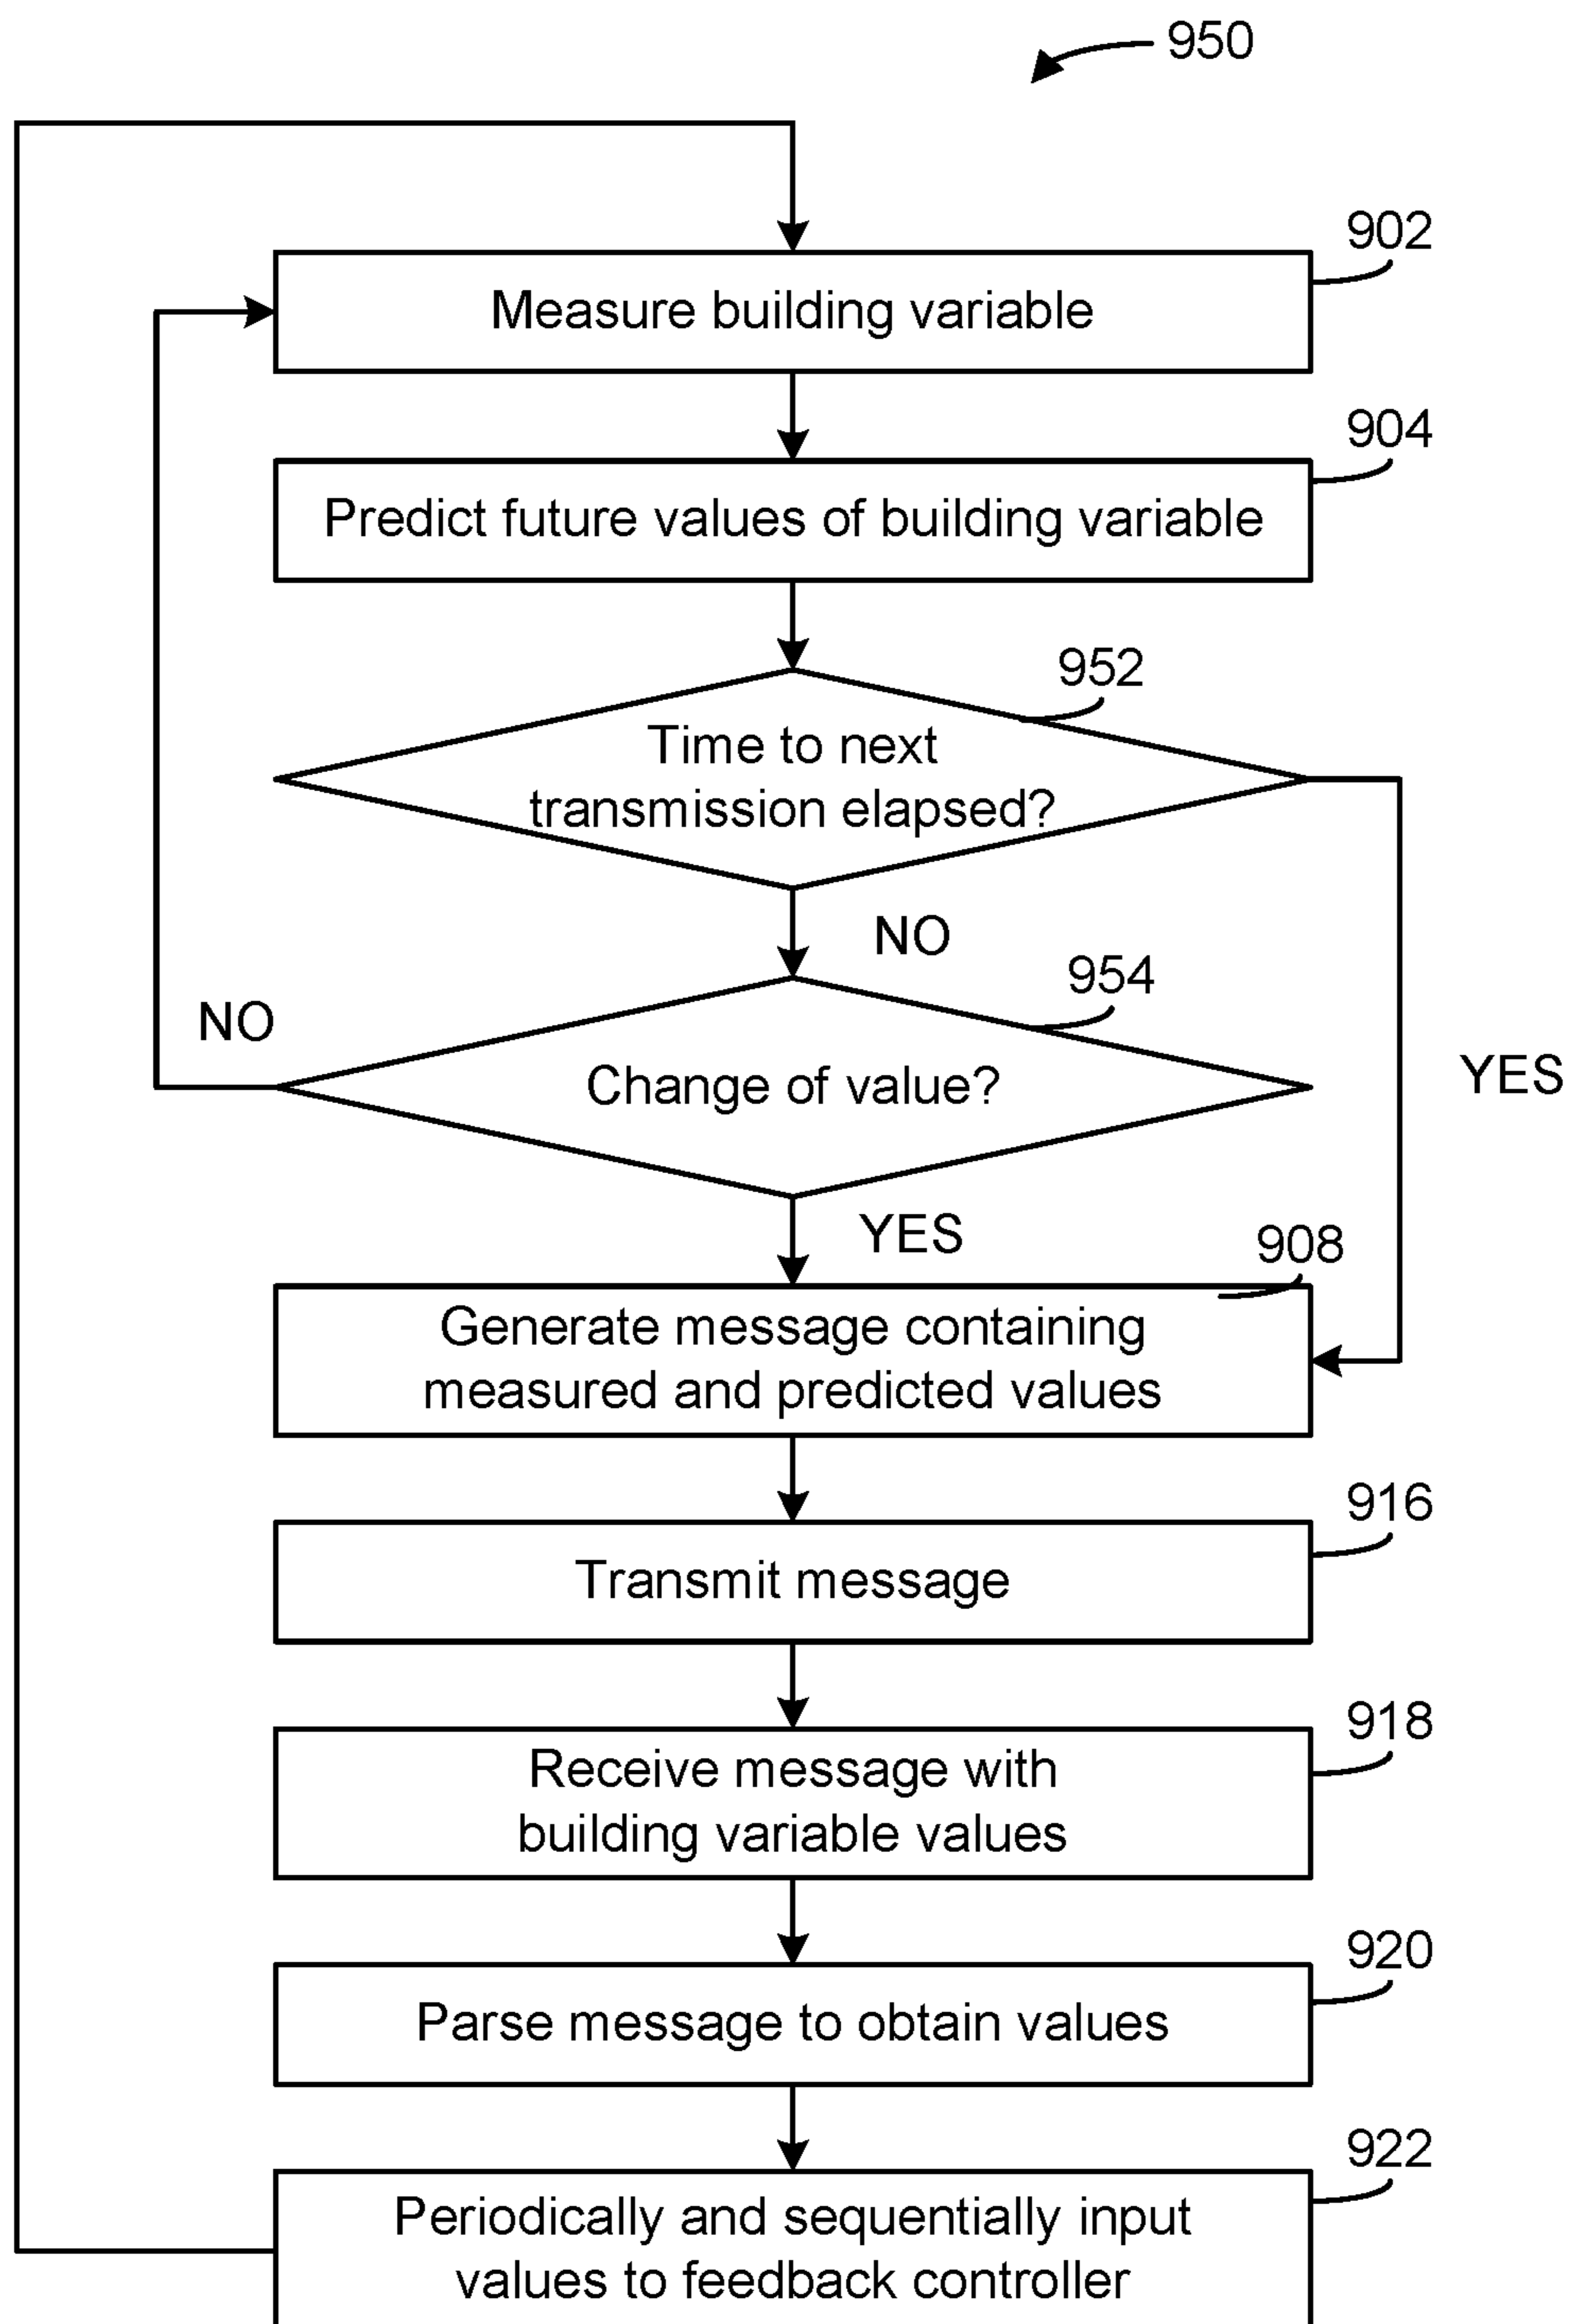 950
902
Measure building variable
904
Predict future values of building variable
952
Time to next
transmission elapsed?
NO
954
NO
Change of value?
YES
YES
908
Generate message containing
measured and predicted values
916
Transmit message
918
Receive message with
building variable values
920
Parse message to obtain values
922
Periodically and sequentially input
values to feedback controller